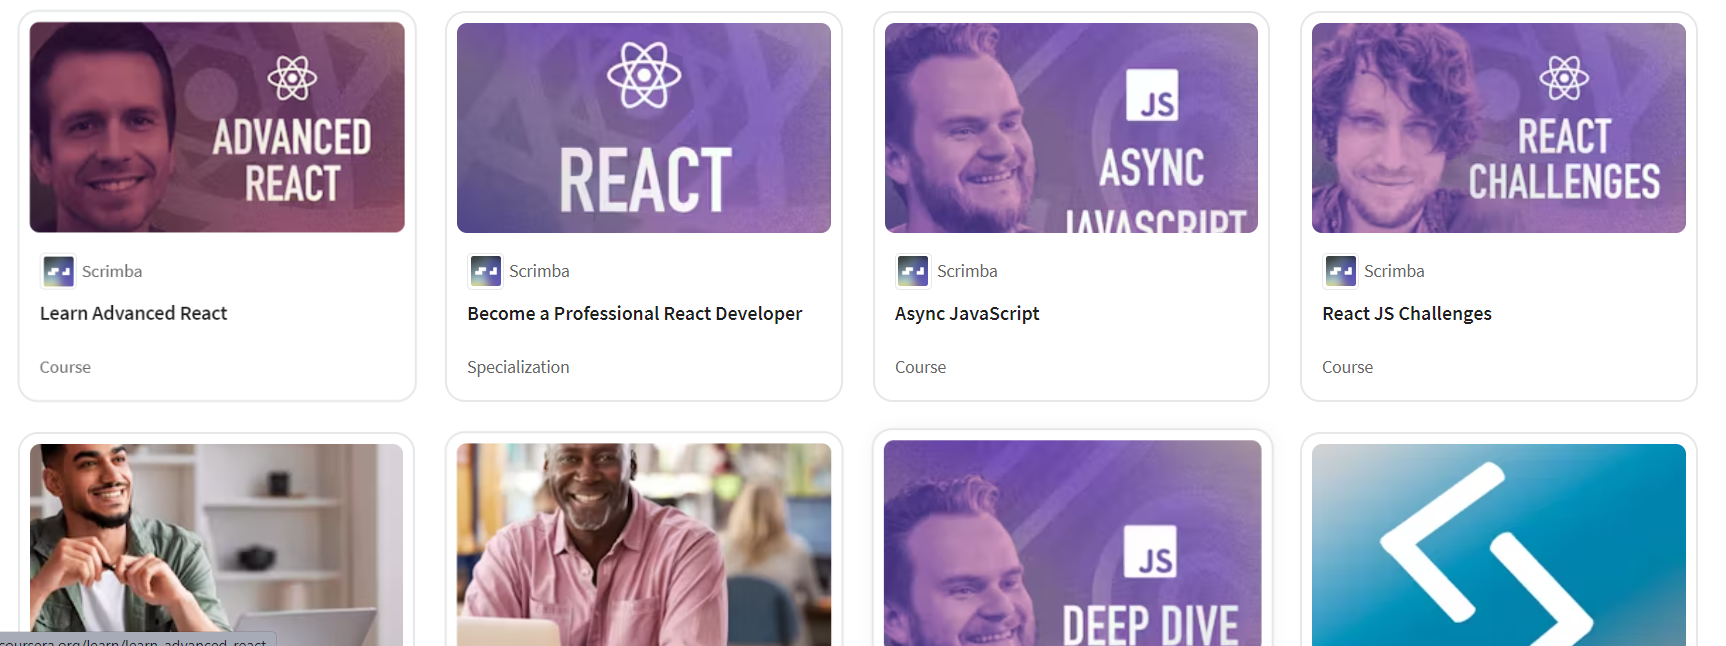 ADVANCED
REACT
Scrimba
Learn Advanced React
Course
REACT
Scrimba
Become a Professional React Developer
Specialization
JS
ASYNC
JAVASCRIPT
Scrimba
Async JavaScript
Course
REACT
CHALLENGES
Scrimba
React JS Challenges
Course
JS
DEEP DIVE
coursera.org/learn/learn-advanced-react